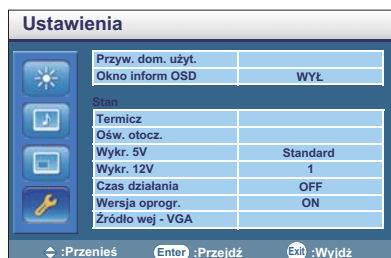 Ustawienia
Przyw. dom. użyt.
Okno inform OSD WYŁ
Stan
Termicz
Ośw. otocz.
Wykr. 5V Standard
Wykr. 12V 1
Czas działania OFF
Wersja oprogr. ON
Źródło wej - VGA
:Przenieś Enter :Przejdź Exit :Wyjdż